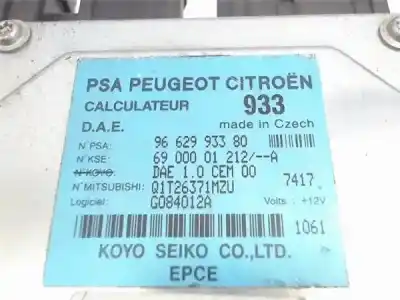 PSA PEUGEOT CITROËN
CALCULATEUR 933
D.A.E. made in Czech
N° PSA: 96 629 933 80
N° KSE: 69 000 01 212/--A
N° KOYO: DAE 1.0 CEM 00
N° MITSUBISHI: Q1T26371MZU 7417.
Logiciel: G084012A Volts : +12V
1061
KOYO SEIKO CO.,LTD.
EPCE